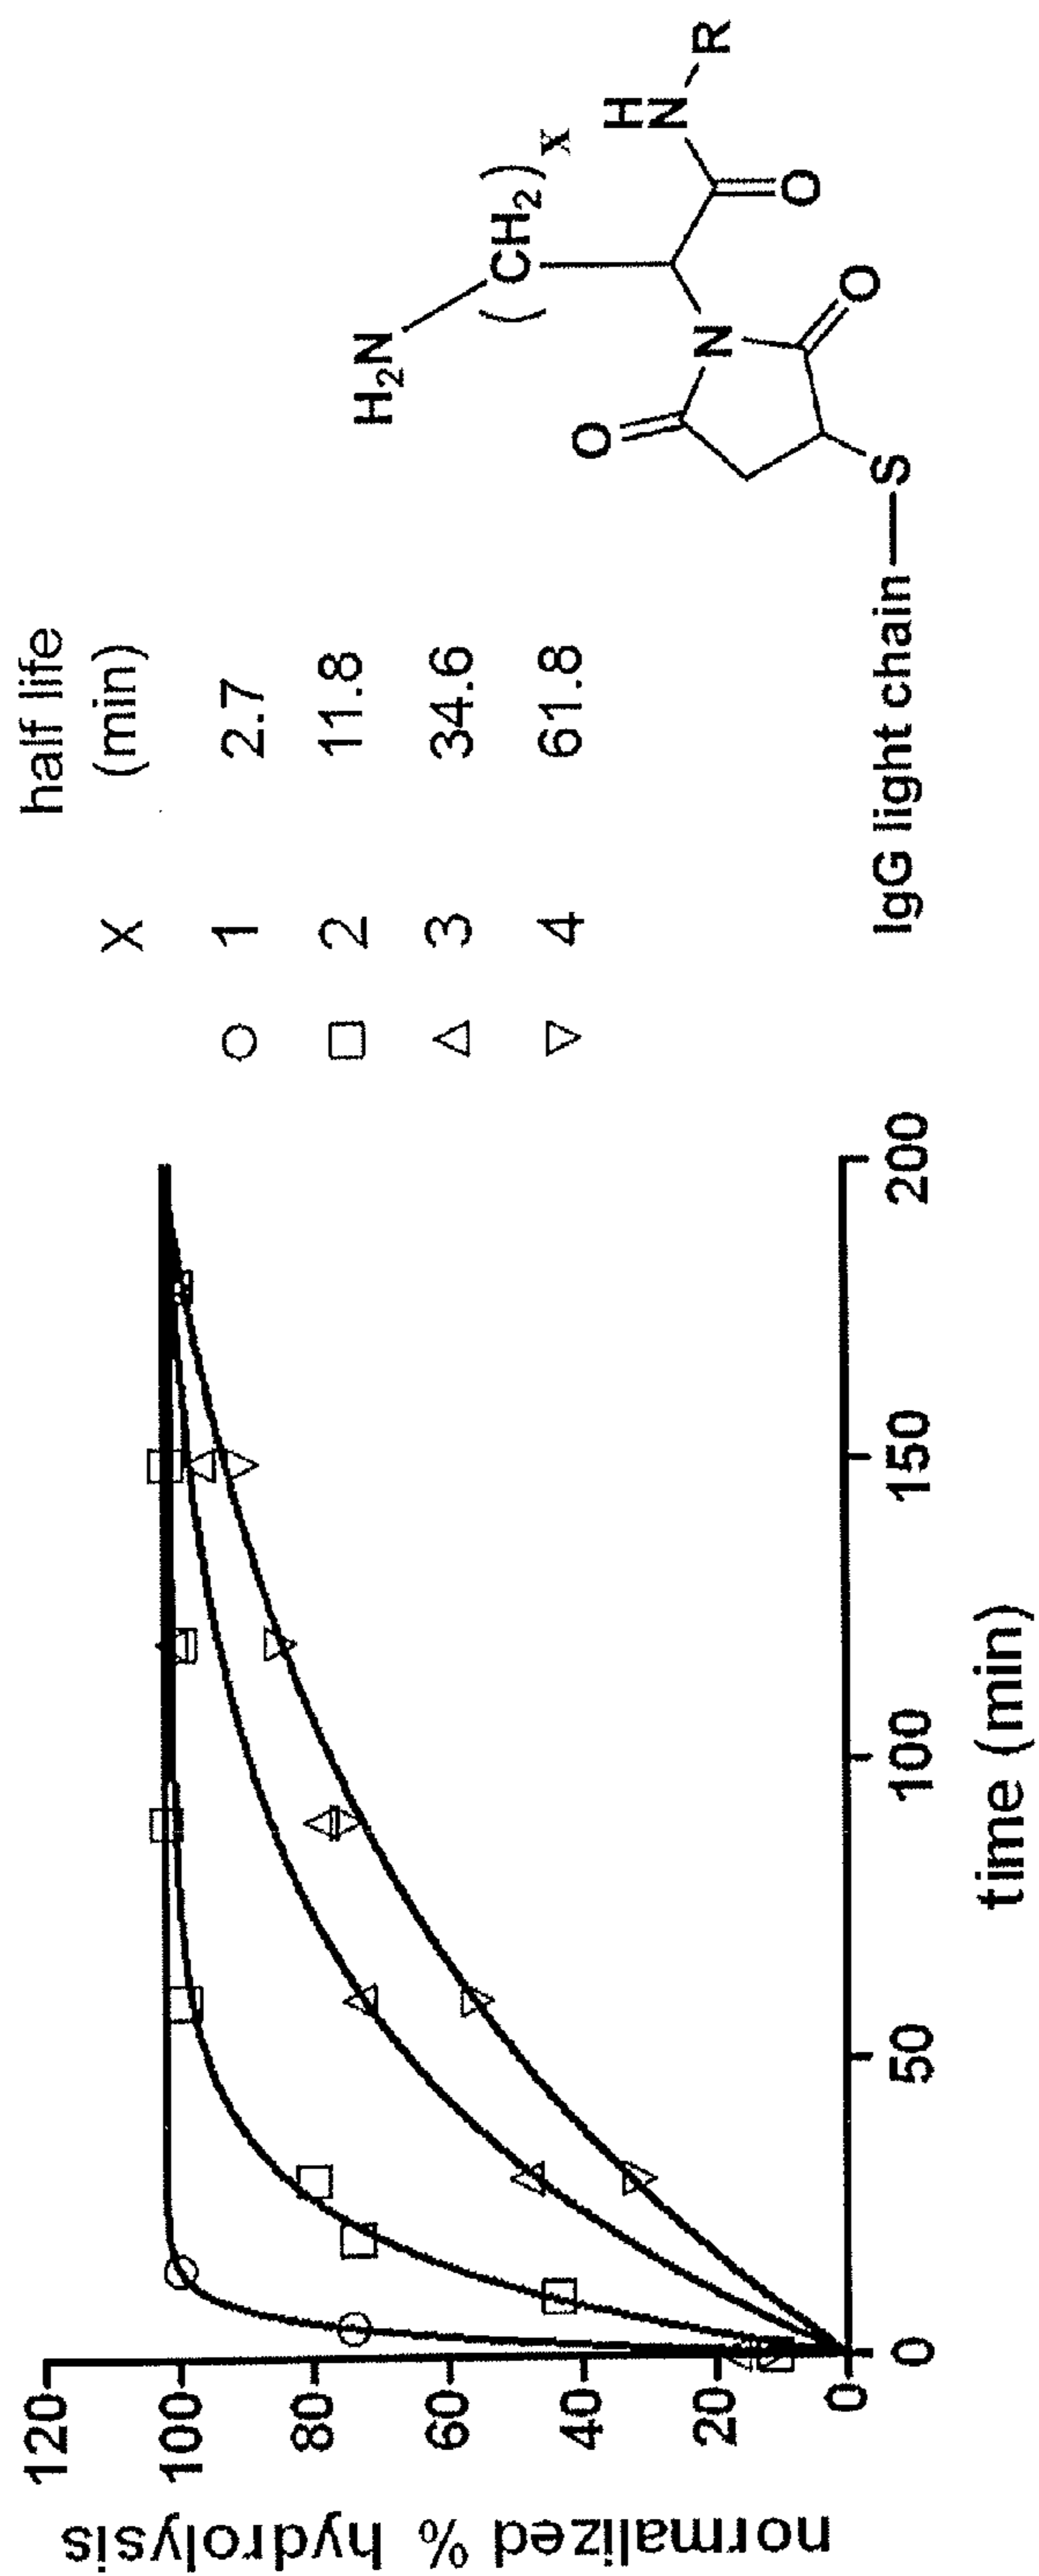 normalized % hydrolysis
120
100
80
60
40
20
0
0
50
100
150
200
time (min)
half life
X (min)
1 2.7
2 11.8
3 34.6
4 61.8
H₂N
(CH₂)x
H
N
R
O
N
O
O
IgG light chain—S